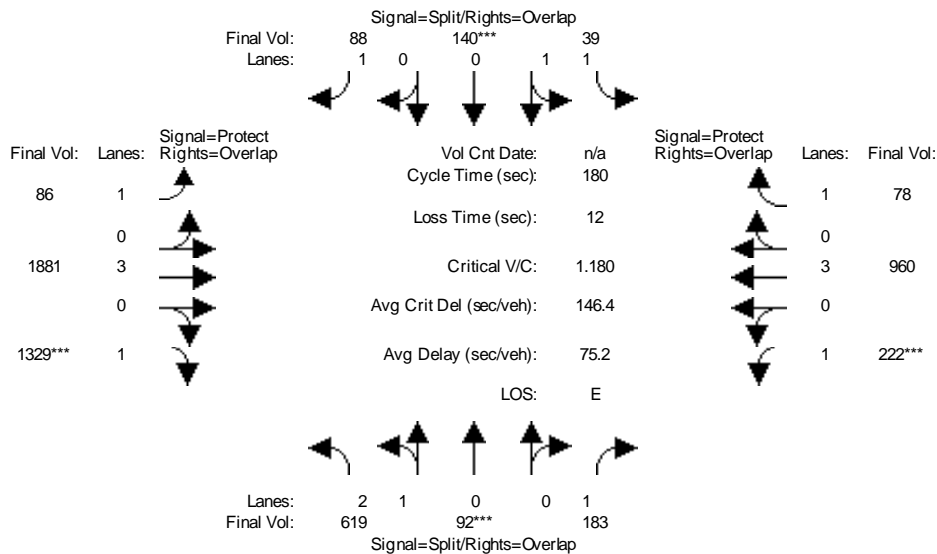 Signal=Split/Rights=Overlap
Final Vol: 88 140*** 39
Lanes: 1 0 0 1 1
Signal=Protect Signal=Protect
Final Vol: Lanes: Rights=Overlap Vol Cnt Date: n/a Rights=Overlap Lanes: Final Vol:
Cycle Time (sec): 180
86 1 1 78
Loss Time (sec): 12
0 0
1881 3 Critical V/C: 1.180 3 960
0 Avg Crit Del (sec/veh): 146.4 0
1329*** 1 Avg Delay (sec/veh): 75.2 1 222***
LOS: E
Lanes: 2 1 0 0 1
Final Vol: 619 92*** 183
Signal=Split/Rights=Overlap